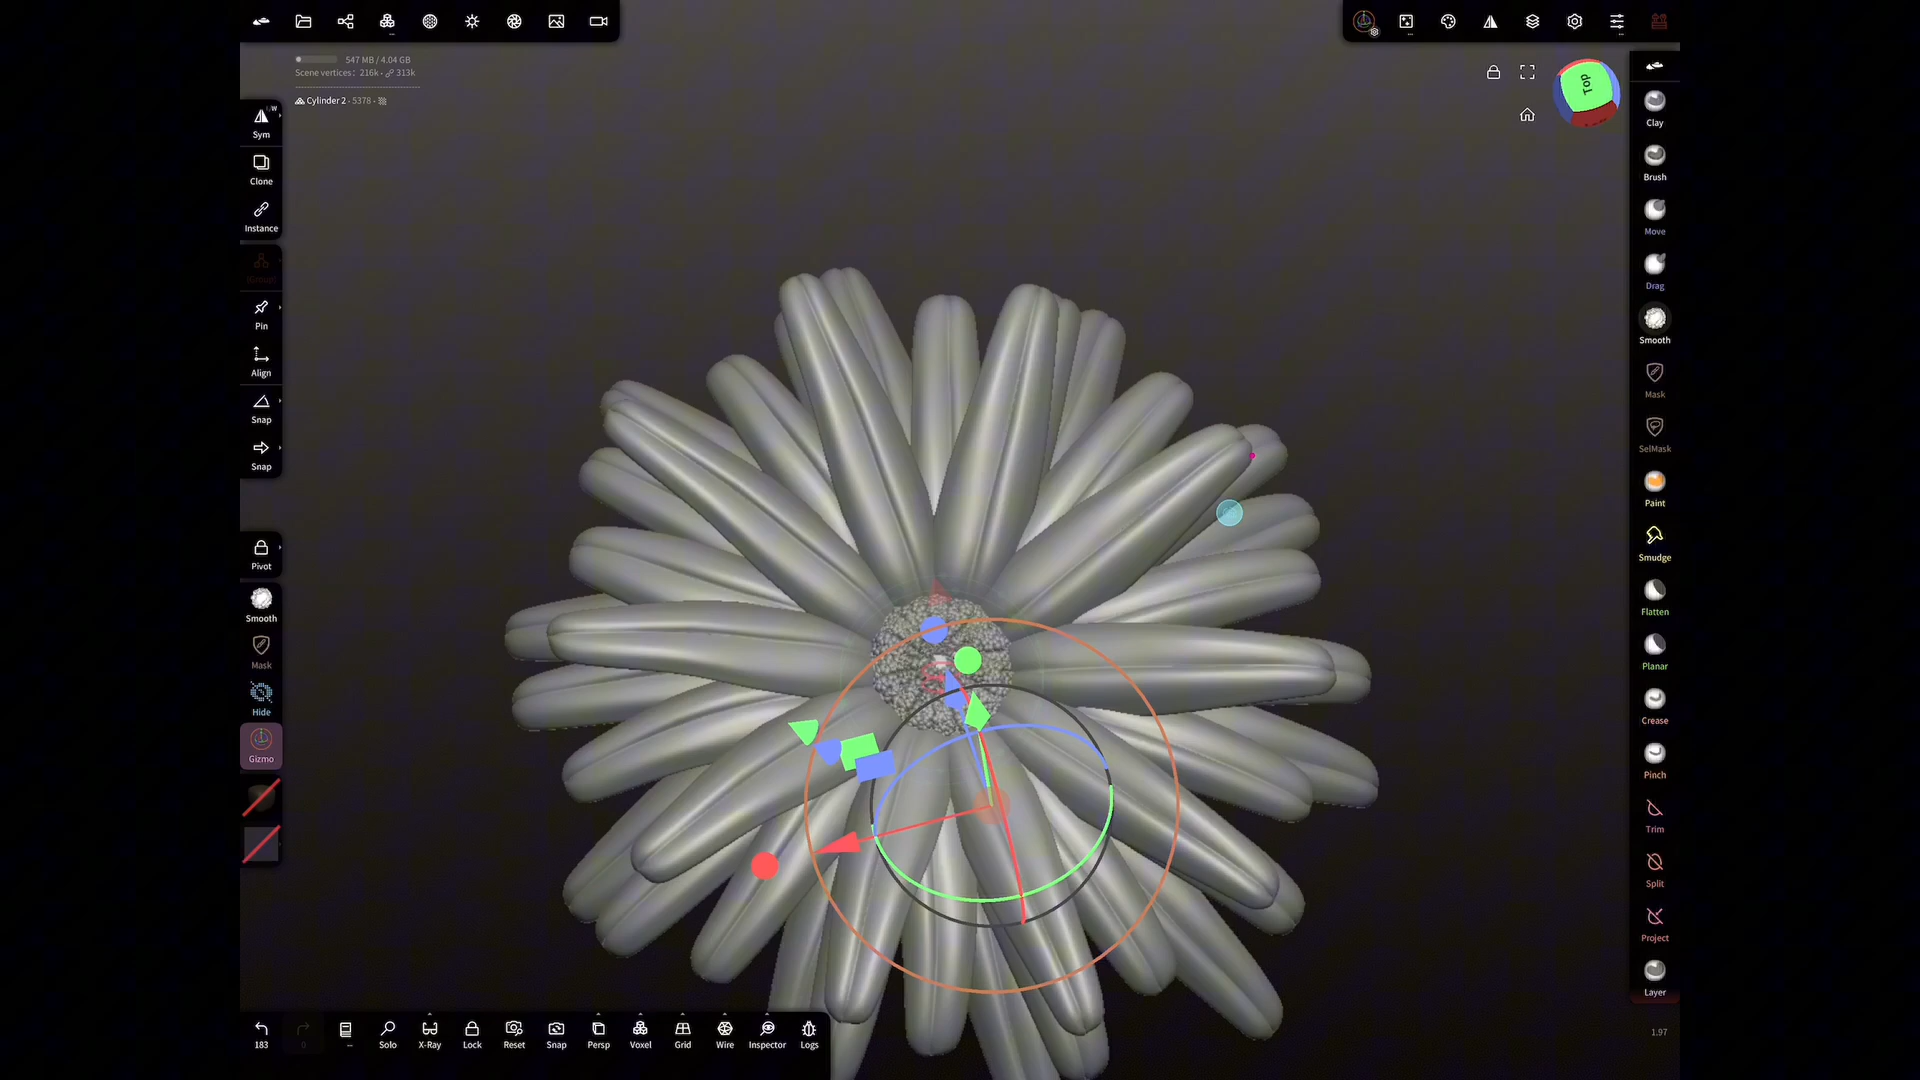 547 MB / 4.04 GB
Scene vertices: 216k • 313k
Cylinder 2 • 5378 •
Top
Sym
Clone
Instance
Pin
Align
Snap
Snap
Pivot
Smooth
Mask
Hide
Gizmo
Clay
Brush
Move
Drag
Smooth
Mask
SelMask
Paint
Smudge
Flatten
Planar
Crease
Pinch
Trim
Split
Project
Layer
1.97
183
0
Solo
X-Ray
Lock
Reset
Snap
Persp
Voxel
Grid
Wire
Inspector
Logs